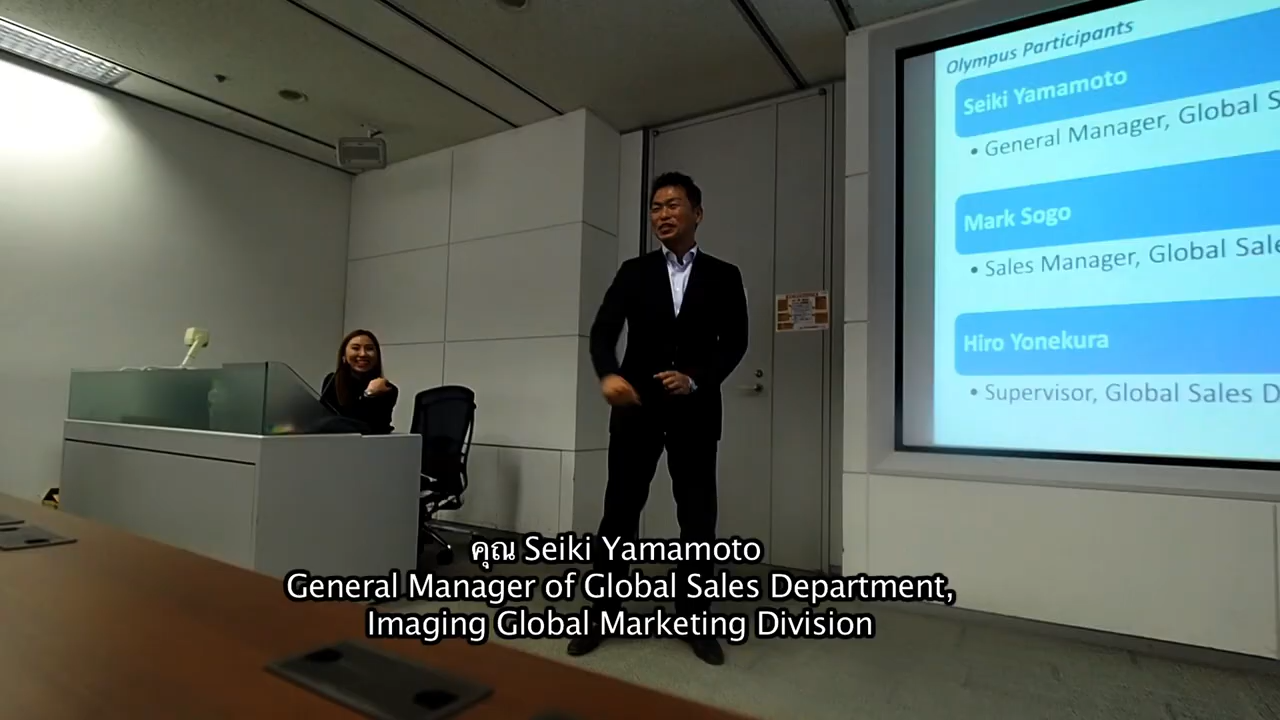 Olympus Participants
Seiki Yamamoto
• General Manager, Global S
Mark Sogo
• Sales Manager, Global Sale
Hiro Yonekura
• Supervisor, Global Sales D
คุณ Seiki Yamamoto
General Manager of Global Sales Department,
Imaging Global Marketing Division